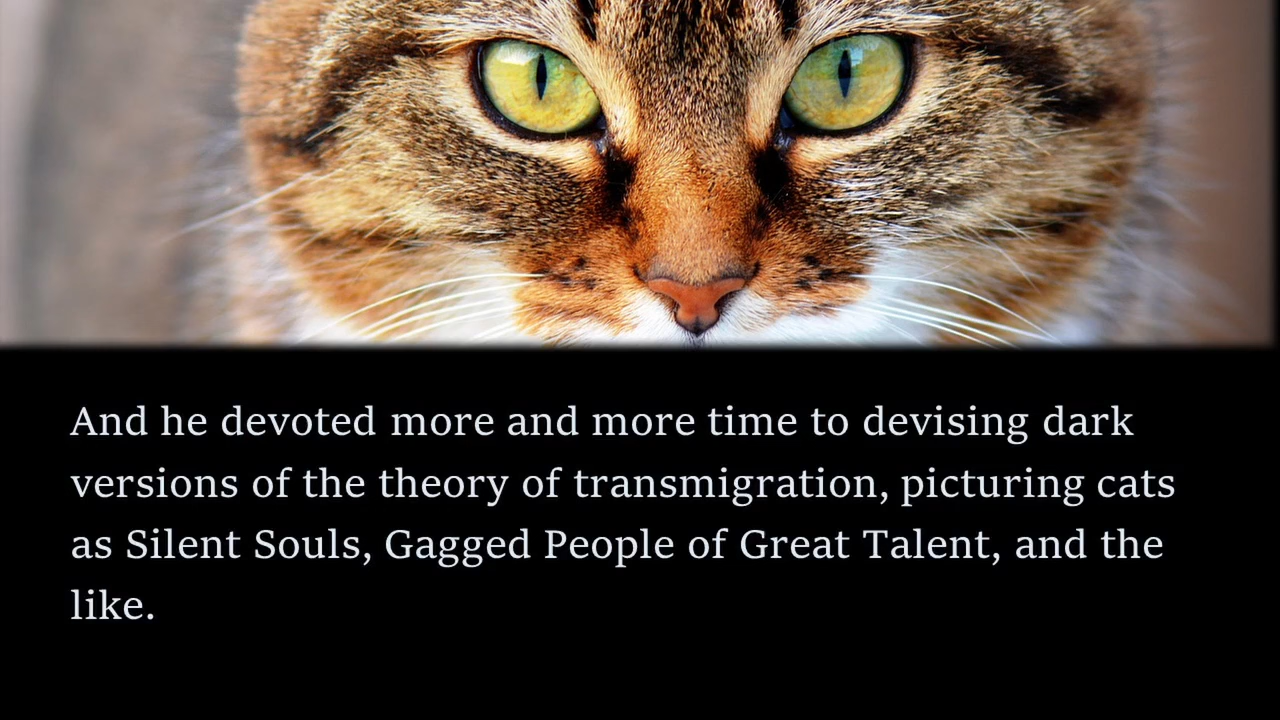 And he devoted more and more time to devising dark
versions of the theory of transmigration, picturing cats
as Silent Souls, Gagged People of Great Talent, and the
like.